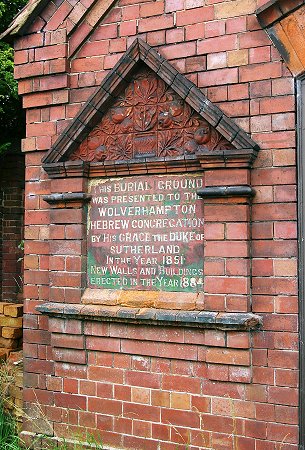 THIS BURIAL GROUND
WAS PRESENTED TO THE
WOLVERHAMPTON
HEBREW CONGREGATION
BY HIS GRACE THE DUKE OF
SUTHERLAND
IN THE YEAR 1851
NEW WALLS AND BUILDINGS
ERECTED IN THE YEAR 1884